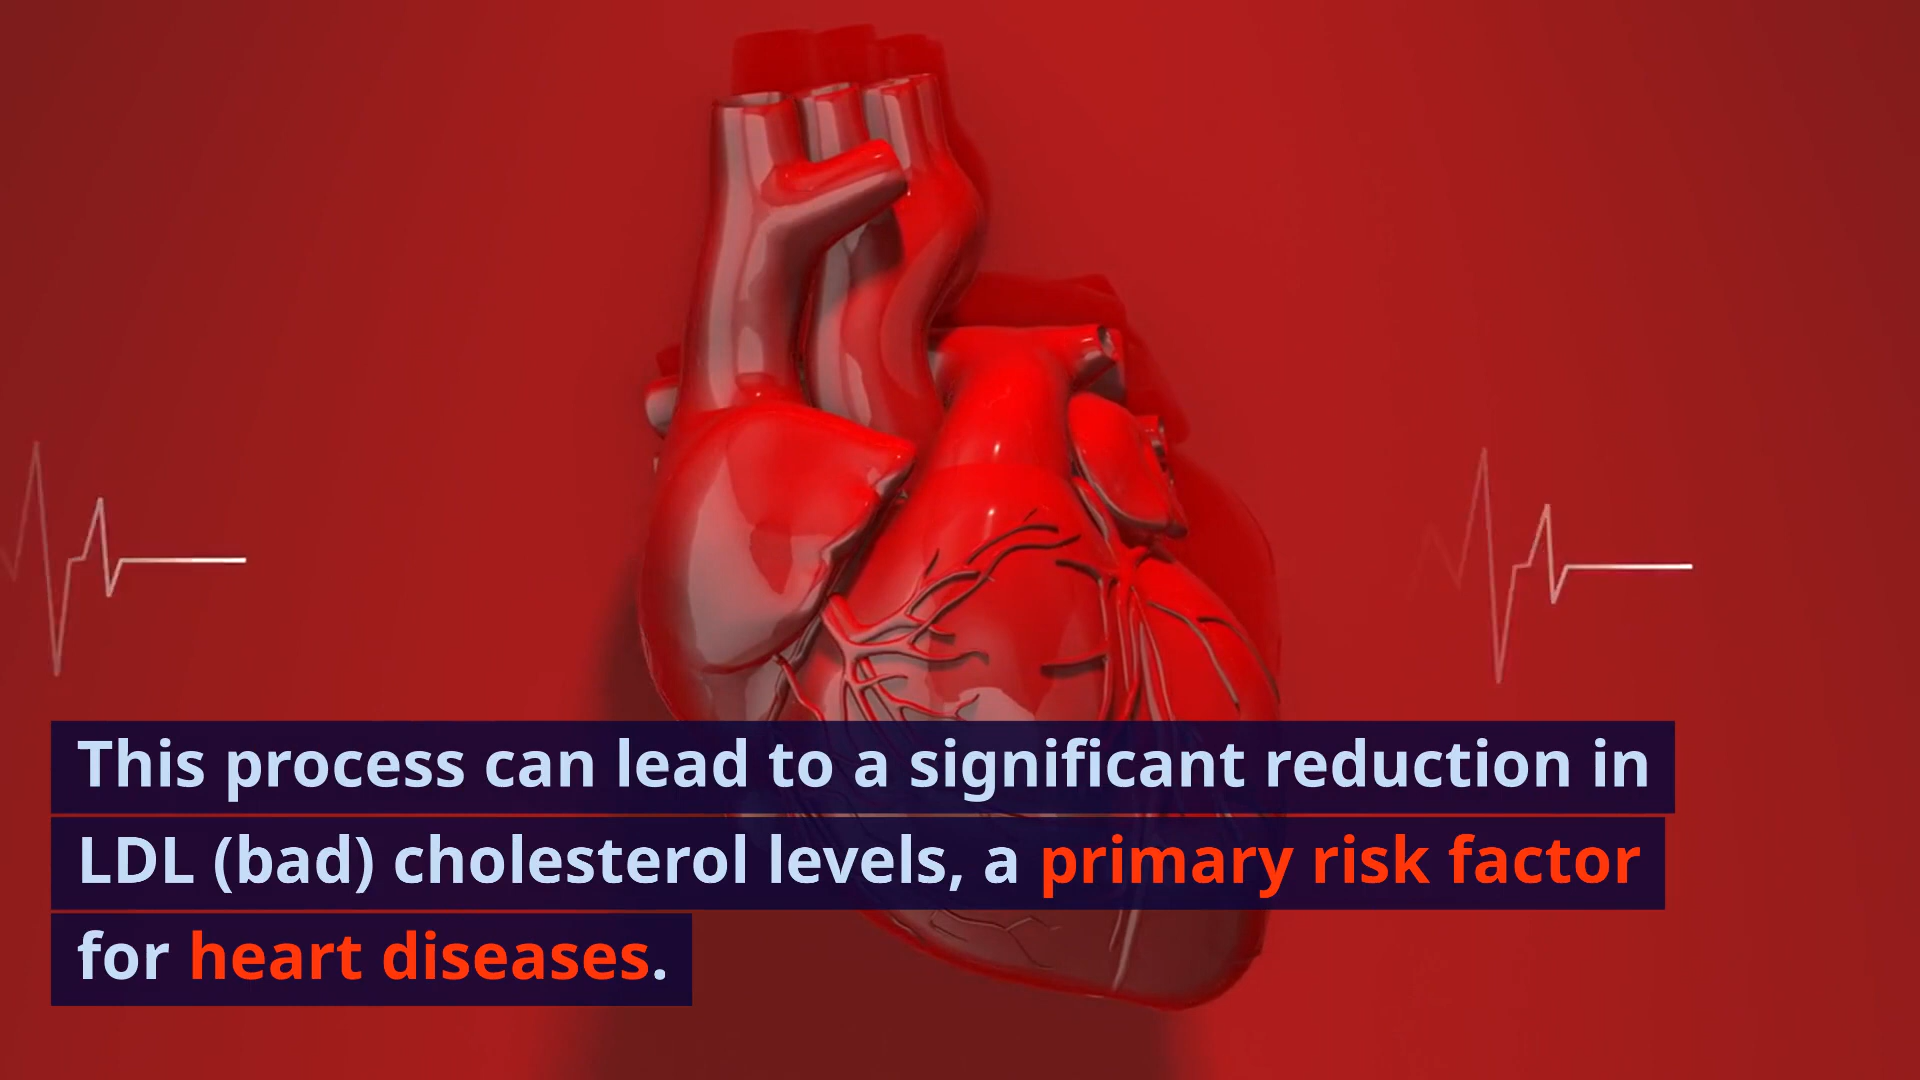 This process can lead to a significant reduction in
LDL (bad) cholesterol levels, a primary risk factor
for heart diseases.